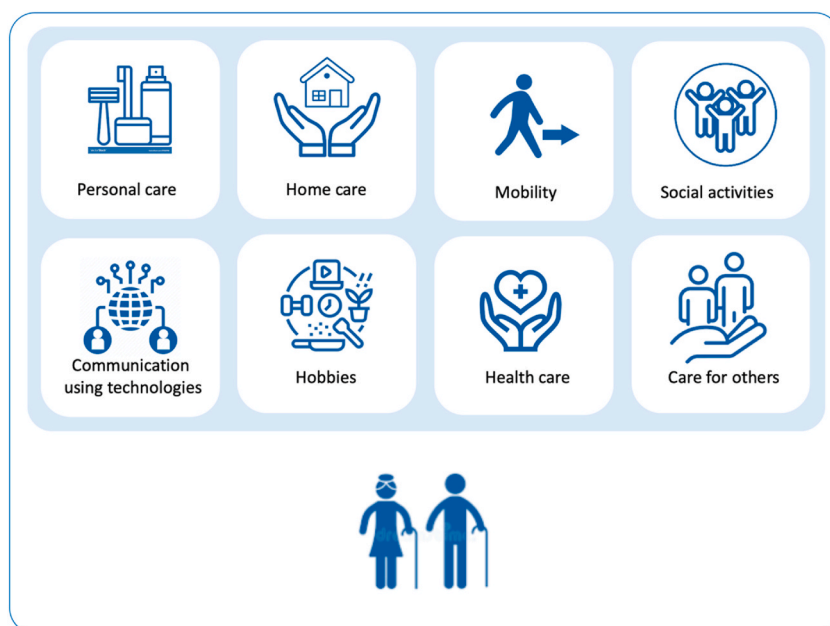 Personal care
Home care
Mobility
Social activities
Communication
using technologies
Hobbies
Health care
Care for others